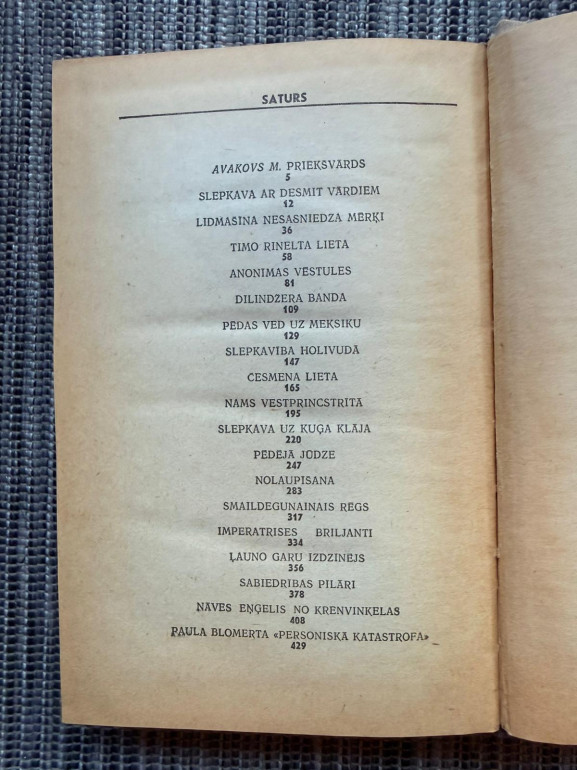 SATURS
AVAKOVS M. PRIEKŠVĀRDS
5
SLEPKAVA AR DESMIT VĀRDIEM
12
LIDMAŠĪNA NESASNIEDZA MĒRĶI
36
TIMO RINELTA LIETA
58
ANONĪMAS VĒSTULES
81
DILINDŽERA BANDA
109
PĒDAS VED UZ MEKSIKU
129
SLEPKAVĪBA HOLIVUDĀ
147
ČESMENA LIETA
165
NAMS VESTPRINCSTRĪTĀ
195
SLEPKAVA UZ KUĢA KLĀJA
220
PĒDĒJĀ JŪDZE
247
NOLAUPĪŠANA
283
SMAILDEGUNAINAIS RĒGS
317
IMPERATRISES BRILJANTI
334
ĻAUNO GARU IZDZINĒJS
356
SABIEDRĪBAS PĪLĀRI
378
NĀVES EŅĢELIS NO KRENVINKELAS
408
PAULA BLOMERTA «PERSONISKĀ KATASTROFA»
429